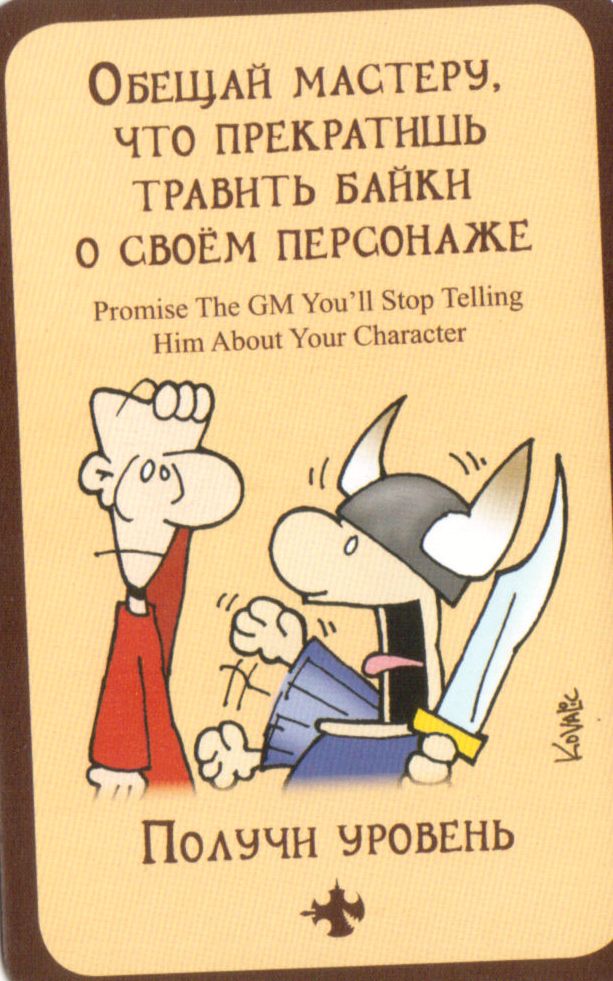 Обещай мастеру,
что прекратишь
травить байки
о своём персонаже
Promise The GM You'll Stop Telling
Him About Your Character
Kovalic
Получи уровень